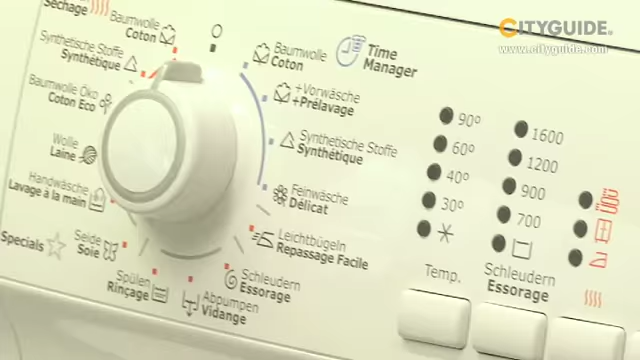 Séchage
Baumwolle
Coton
Synthetische Stoffe
Synthétique
Baumwolle Öko
Coton Eco
Wolle
Laine
Handwäsche
Lavage à la main
Specials
Seide
Soie
Spülen
Rinçage
Abpumpen
Vidange
Schleudern
Essorage
Leichtbügeln
Repassage Facile
Feinwäsche
Délicat
Synthetische Stoffe
Synthétique
+Vorwäsche
+Prélavage
Baumwolle
Coton
Time
Manager
CITYGUIDE.
www.cityguide.com
90°
60°
40°
30°
Temp.
1600
1200
900
700
Schleudern
Essorage